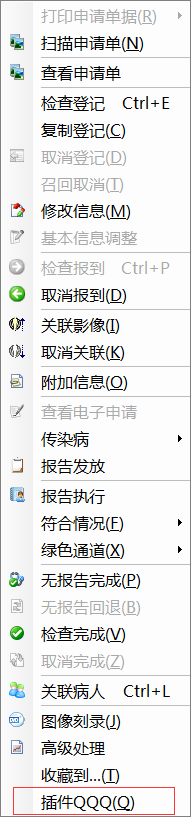 打印申请单据(R)
扫描申请单(N)
查看申请单
检查登记 Ctrl+E
复制登记(C)
取消登记(D)
召回取消(T)
修改信息(M)
基本信息调整
检查报到 Ctrl+P
取消报到(D)
关联影像(I)
取消关联(K)
附加信息(O)
查看电子申请
传染病
报告发放
报告执行
符合情况(F)
绿色通道(X)
无报告完成(P)
无报告回退(B)
检查完成(V)
取消完成(Z)
关联病人 Ctrl+L
图像刻录(J)
高级处理
收藏到...(T)
插件QQQ(Q)